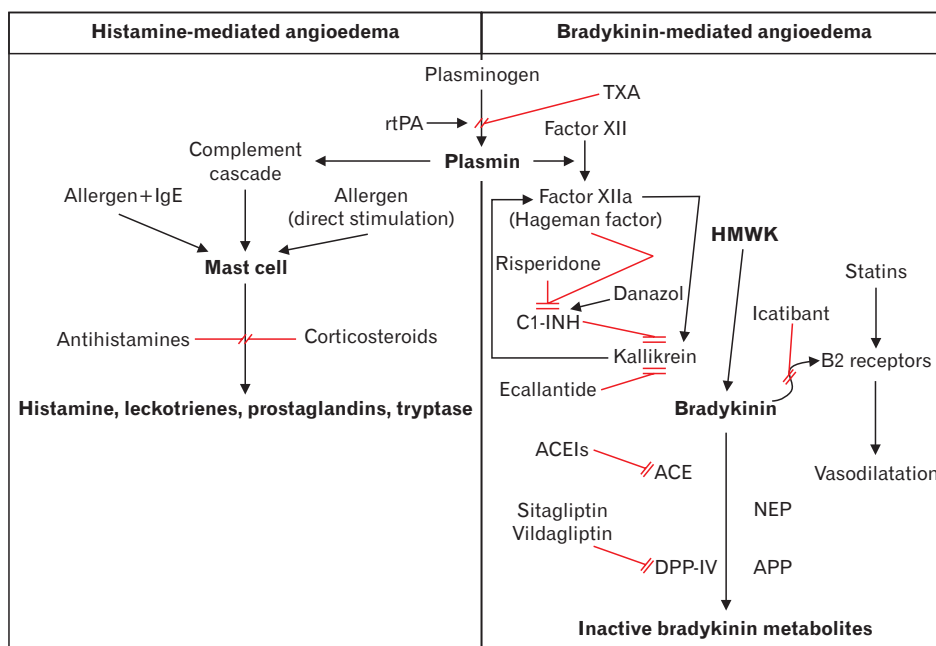 Histamine-mediated angioedema
Bradykinin-mediated angioedema
Plasminogen
TXA
rtPA
Factor XII
Complement
cascade
Plasmin
Allergen+IgE
Allergen
(direct stimulation)
Factor XIIa
(Hageman factor)
HMWK
Mast cell
Risperidone
Statins
Danazol
Icatibant
C1-INH
Antihistamines
Corticosteroids
Kallikrein
B2 receptors
Ecallantide
Histamine, leckotrienes, prostaglandins, tryptase
Bradykinin
ACEIs
ACE
Vasodilatation
Sitagliptin
Vildagliptin
NEP
DPP-IV
APP
Inactive bradykinin metabolites